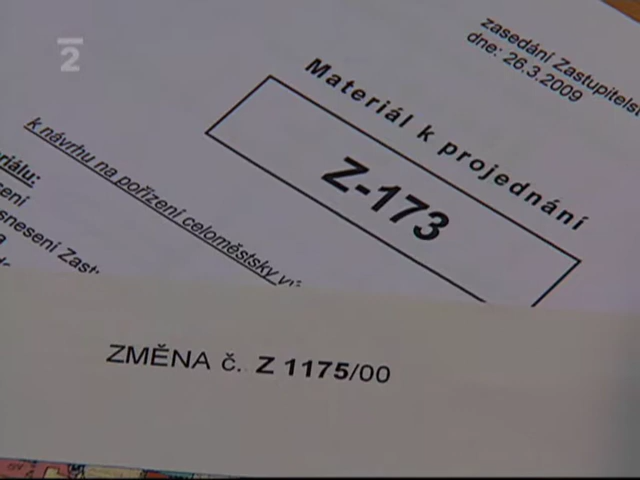 2
zasedání Zastupitelst
dne: 26.3.2009
Materiál k projednání
Z-173
k návrhu na pořízení celoměstsky
riálu:
ení
snesení Zast
ZMĚNA č. Z 1175/00